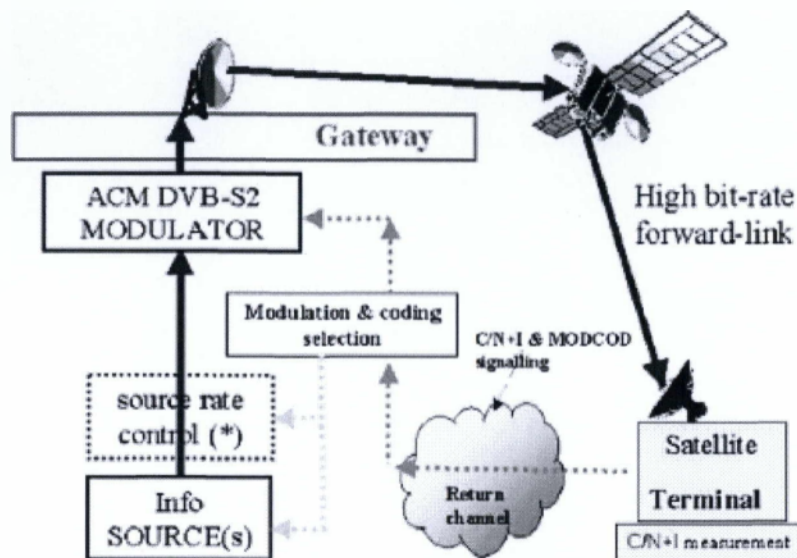 Gateway
ACM DVB-S2
MODULATOR
High bit-rate
forward-link
Modulation & coding
selection
C/N+I & MODCOD
signalling
source rate
control (*)
Satellite
Terminal
Return
channel
Info
SOURCE(s)
C/N+I measurement